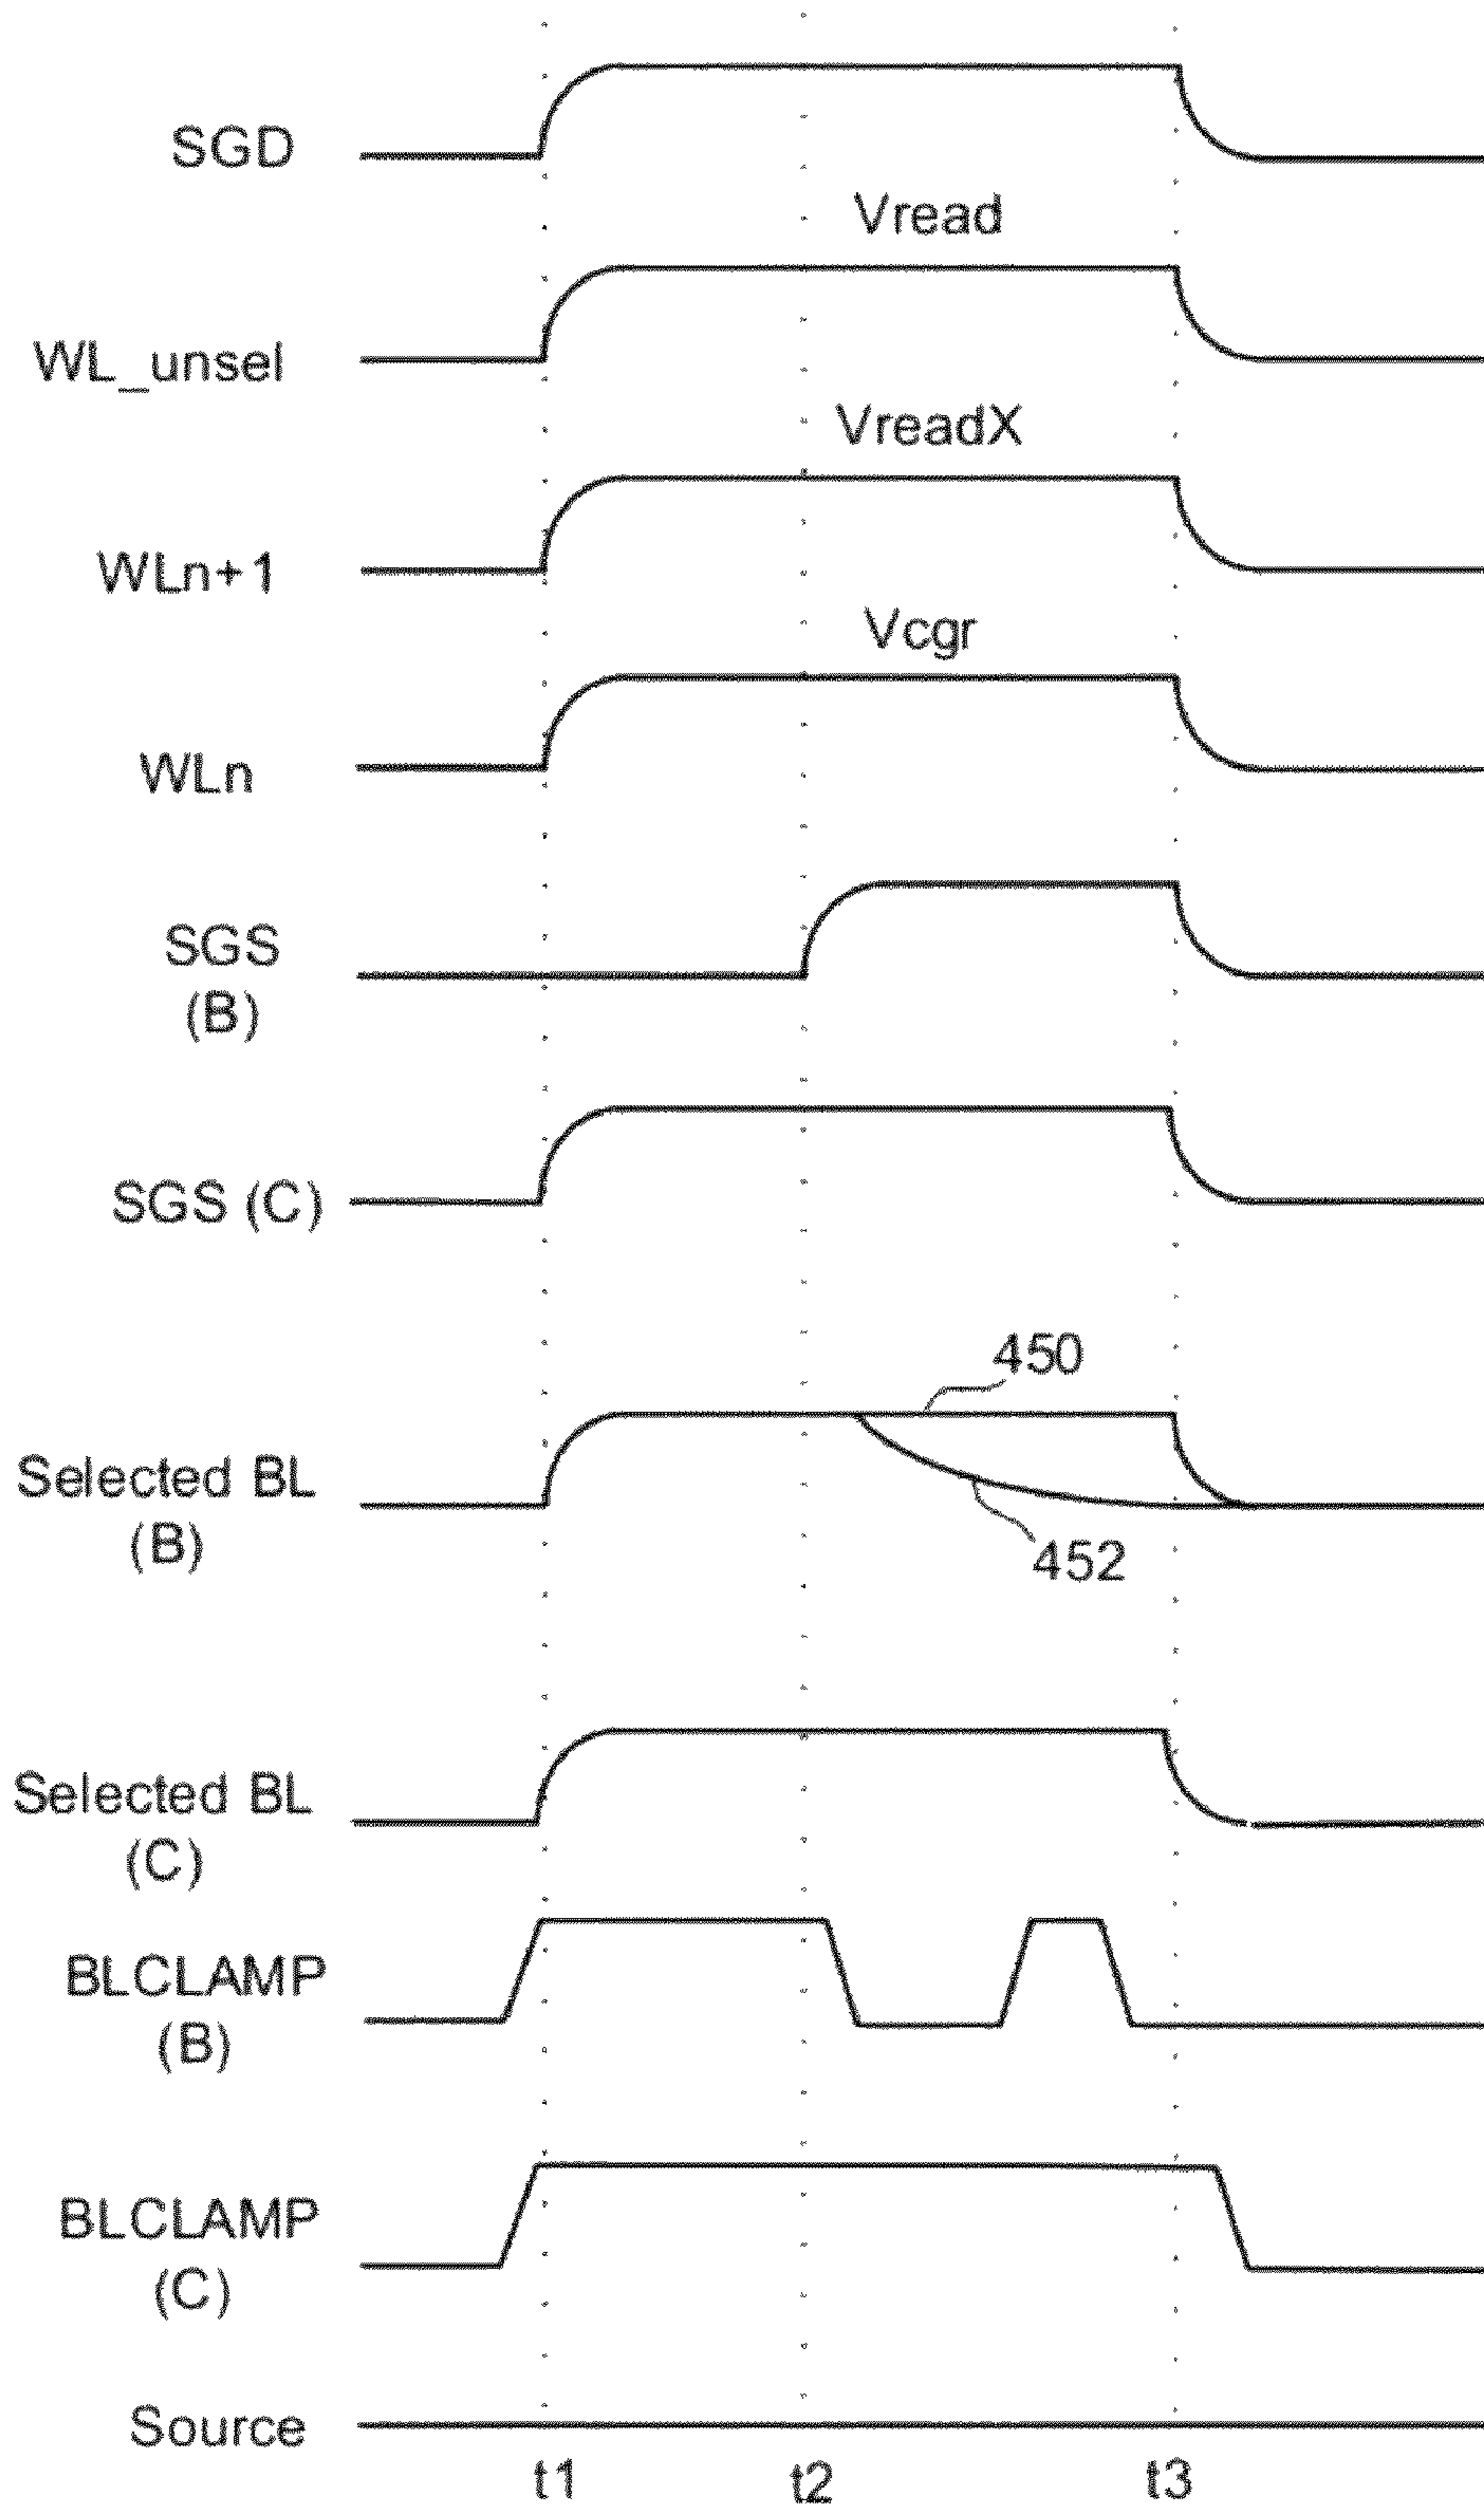 SGD
Vread
WL_unsel
VreadX
WLn+1
Vcgr
WLn
SGS
(B)
SGS (C)
450
Selected BL
(B)
452
Selected BL
(C)
BLCLAMP
(B)
BLCLAMP
(C)
Source
t1 t2 t3